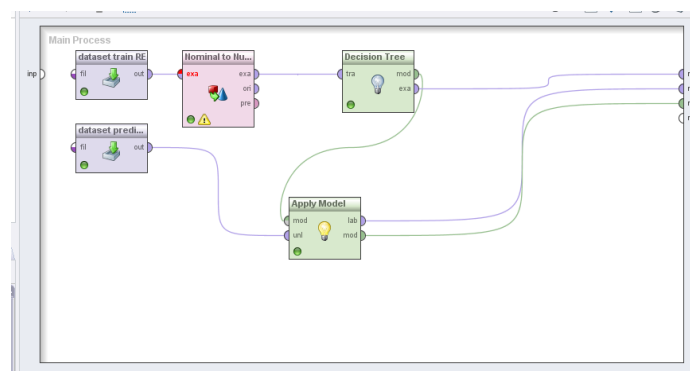 Main Process
dataset train RE
Nominal to Nu...
Decision Tree
inp
fil
out
exa
exa
ori
pre
tra
mod
exa
dataset predi...
fil
out
Apply Model
mod
lab
unl
mod